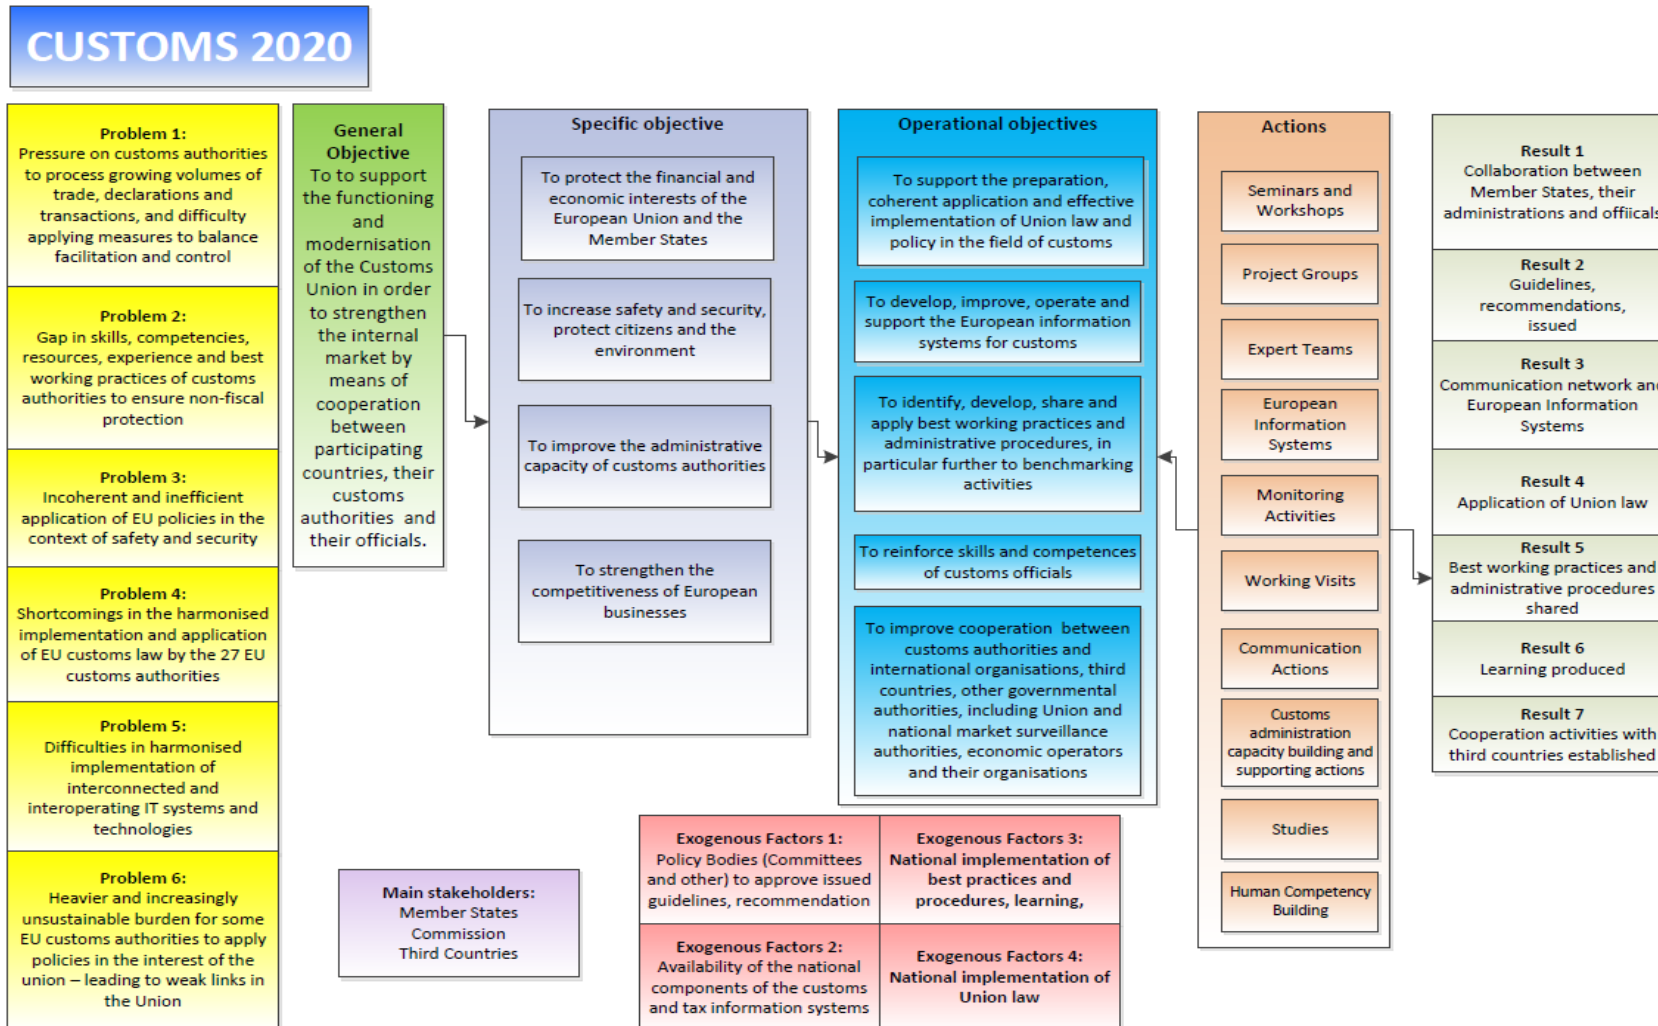 CUSTOMS 2020
Problem 1:
Pressure on customs authorities
to process growing volumes of
trade, declarations and
transactions, and difficulty
applying measures to balance
facilitation and control
Problem 2:
Gap in skills, competencies,
resources, experience and best
working practices of customs
authorities to ensure non-fiscal
protection
Problem 3:
Incoherent and inefficient
application of EU policies in the
context of safety and security
Problem 4:
Shortcomings in the harmonised
implementation and application
of EU customs law by the 27 EU
customs authorities
Problem 5:
Difficulties in harmonised
implementation of
interconnected and
interoperating IT systems and
technologies
Problem 6:
Heavier and increasingly
unsustainable burden for some
EU customs authorities to apply
policies in the interest of the
union – leading to weak links in
the Union
General
Objective
To to support
the functioning
and
modernisation
of the Customs
Union in order
to strengthen
the internal
market by
means of
cooperation
between
participating
countries, their
customs
authorities and
their officials.
Specific objective
To protect the financial and
economic interests of the
European Union and the
Member States
To increase safety and security,
protect citizens and the
environment
To improve the administrative
capacity of customs authorities
To strengthen the
competitiveness of European
businesses
Operational objectives
To support the preparation,
coherent application and effective
implementation of Union law and
policy in the field of customs
To develop, improve, operate and
support the European information
systems for customs
To identify, develop, share and
apply best working practices and
administrative procedures, in
particular further to benchmarking
activities
To reinforce skills and competences
of customs officials
To improve cooperation between
customs authorities and
international organisations, third
countries, other governmental
authorities, including Union and
national market surveillance
authorities, economic operators
and their organisations
Actions
Seminars and
Workshops
Project Groups
Expert Teams
European
Information
Systems
Monitoring
Activities
Working Visits
Communication
Actions
Customs
administration
capacity building and
supporting actions
Studies
Human Competency
Building
Result 1
Collaboration between
Member States, their
administrations and offiicals
Result 2
Guidelines,
recommendations,
issued
Result 3
Communication network and
European Information
Systems
Result 4
Application of Union law
Result 5
Best working practices and
administrative procedures
shared
Result 6
Learning produced
Result 7
Cooperation activities with
third countries established
Main stakeholders:
Member States
Commission
Third Countries
Exogenous Factors 1:
Policy Bodies (Committees
and other) to approve issued
guidelines, recommendation
Exogenous Factors 2:
Availability of the national
components of the customs
and tax information systems
Exogenous Factors 3:
National implementation of
best practices and
procedures, learning,
Exogenous Factors 4:
National implementation of
Union law